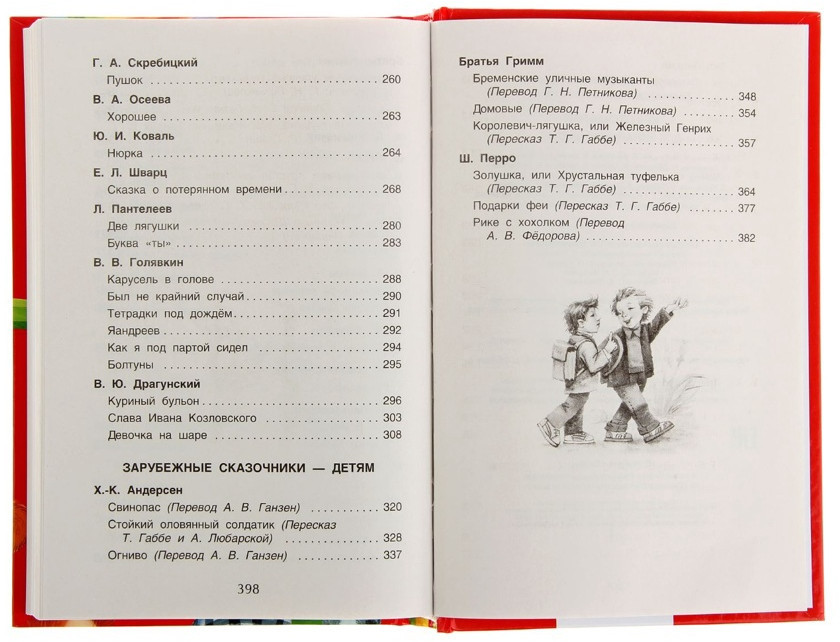 Г. А. Скребицкий
Пушок ........ 260
В. А. Осеева
Хорошее ........ 263
Ю. И. Коваль
Нюрка ........ 264
Е. Л. Шварц
Сказка о потерянном времени ........ 268
Л. Пантелеев
Две лягушки ........ 280
Буква «ты» ........ 283
В. В. Голявкин
Карусель в голове ........ 288
Был не крайний случай ........ 290
Тетрадки под дождём ........ 291
Яандреев ........ 292
Как я под партой сидел ........ 294
Болтуны ........ 295
В. Ю. Драгунский
Куриный бульон ........ 296
Слава Ивана Козловского ........ 303
Девочка на шаре ........ 308
ЗАРУБЕЖНЫЕ СКАЗОЧНИКИ — ДЕТЯМ
Х.-К. Андерсен
Свинопас (Перевод А. В. Ганзен) ........ 320
Стойкий оловянный солдатик (Пересказ
Т. Габбе и А. Любарской) ........ 328
Огниво (Перевод А. В. Ганзен) ........ 337
398
Братья Гримм
Бременские уличные музыканты
(Перевод Г. Н. Петникова) ........ 348
Домовые (Перевод Г. Н. Петникова) ........ 354
Королевич-лягушка, или Железный Генрих
(Пересказ Т. Г. Габбе) ........ 357
Ш. Перро
Золушка, или Хрустальная туфелька
(Пересказ Т. Г. Габбе) ........ 364
Подарки феи (Пересказ Т. Г. Габбе) ........ 377
Рике с хохолком (Перевод
А. В. Фёдорова) ........ 382